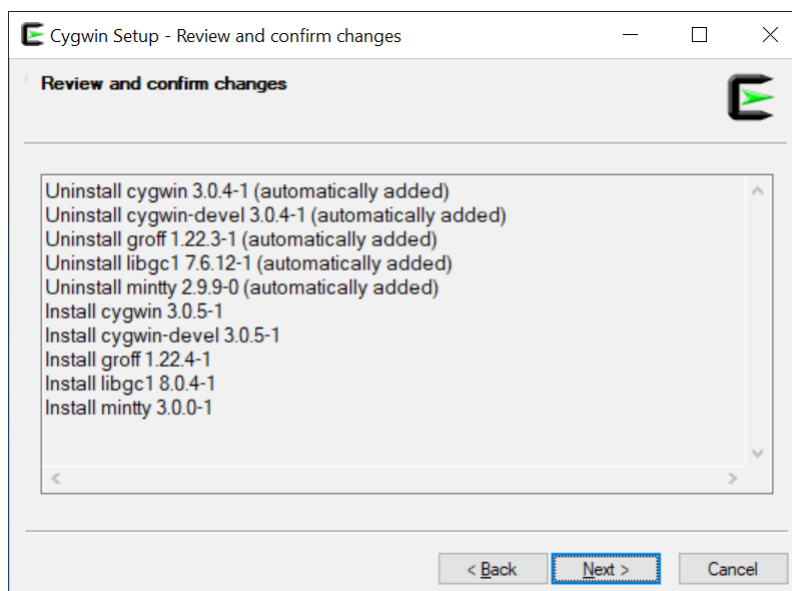 Cygwin Setup - Review and confirm changes
Review and confirm changes
Uninstall cygwin 3.0.4-1 (automatically added)
Uninstall cygwin-devel 3.0.4-1 (automatically added)
Uninstall groff 1.22.3-1 (automatically added)
Uninstall libgc1 7.6.12-1 (automatically added)
Uninstall mintty 2.9.9-0 (automatically added)
Install cygwin 3.0.5-1
Install cygwin-devel 3.0.5-1
Install groff 1.22.4-1
Install libgc1 8.0.4-1
Install mintty 3.0.0-1
< Back Next > Cancel